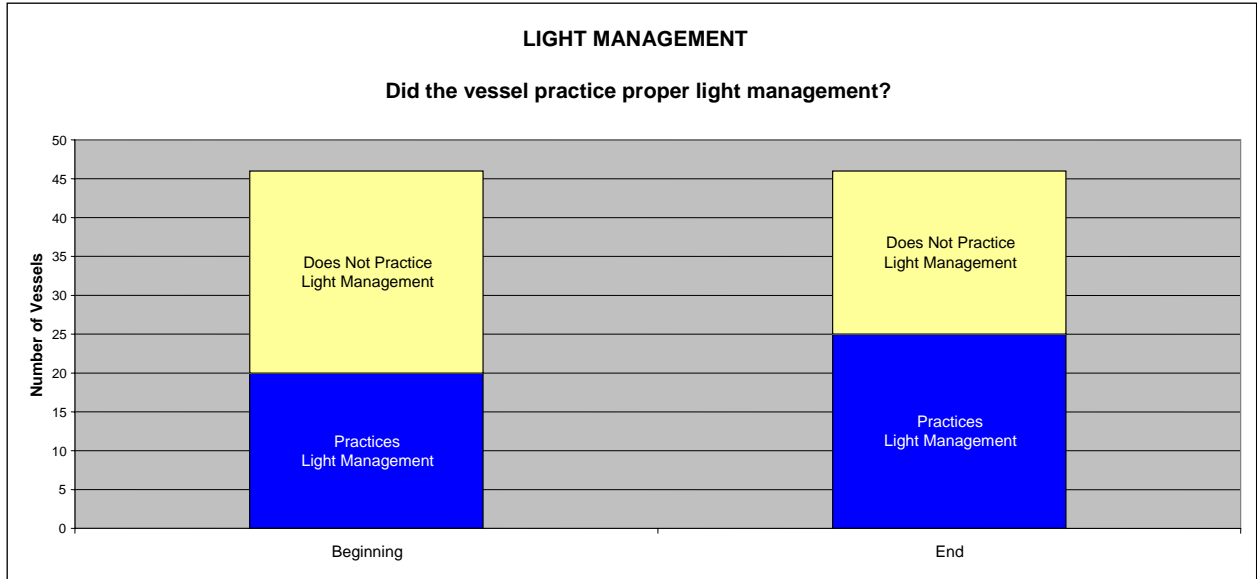 LIGHT MANAGEMENT
Did the vessel practice proper light management?
Number of Vessels
50
45
40
35
30
25
20
15
10
5
0
Does Not Practice
Light Management
Practices
Light Management
Does Not Practice
Light Management
Practices
Light Management
Beginning
End